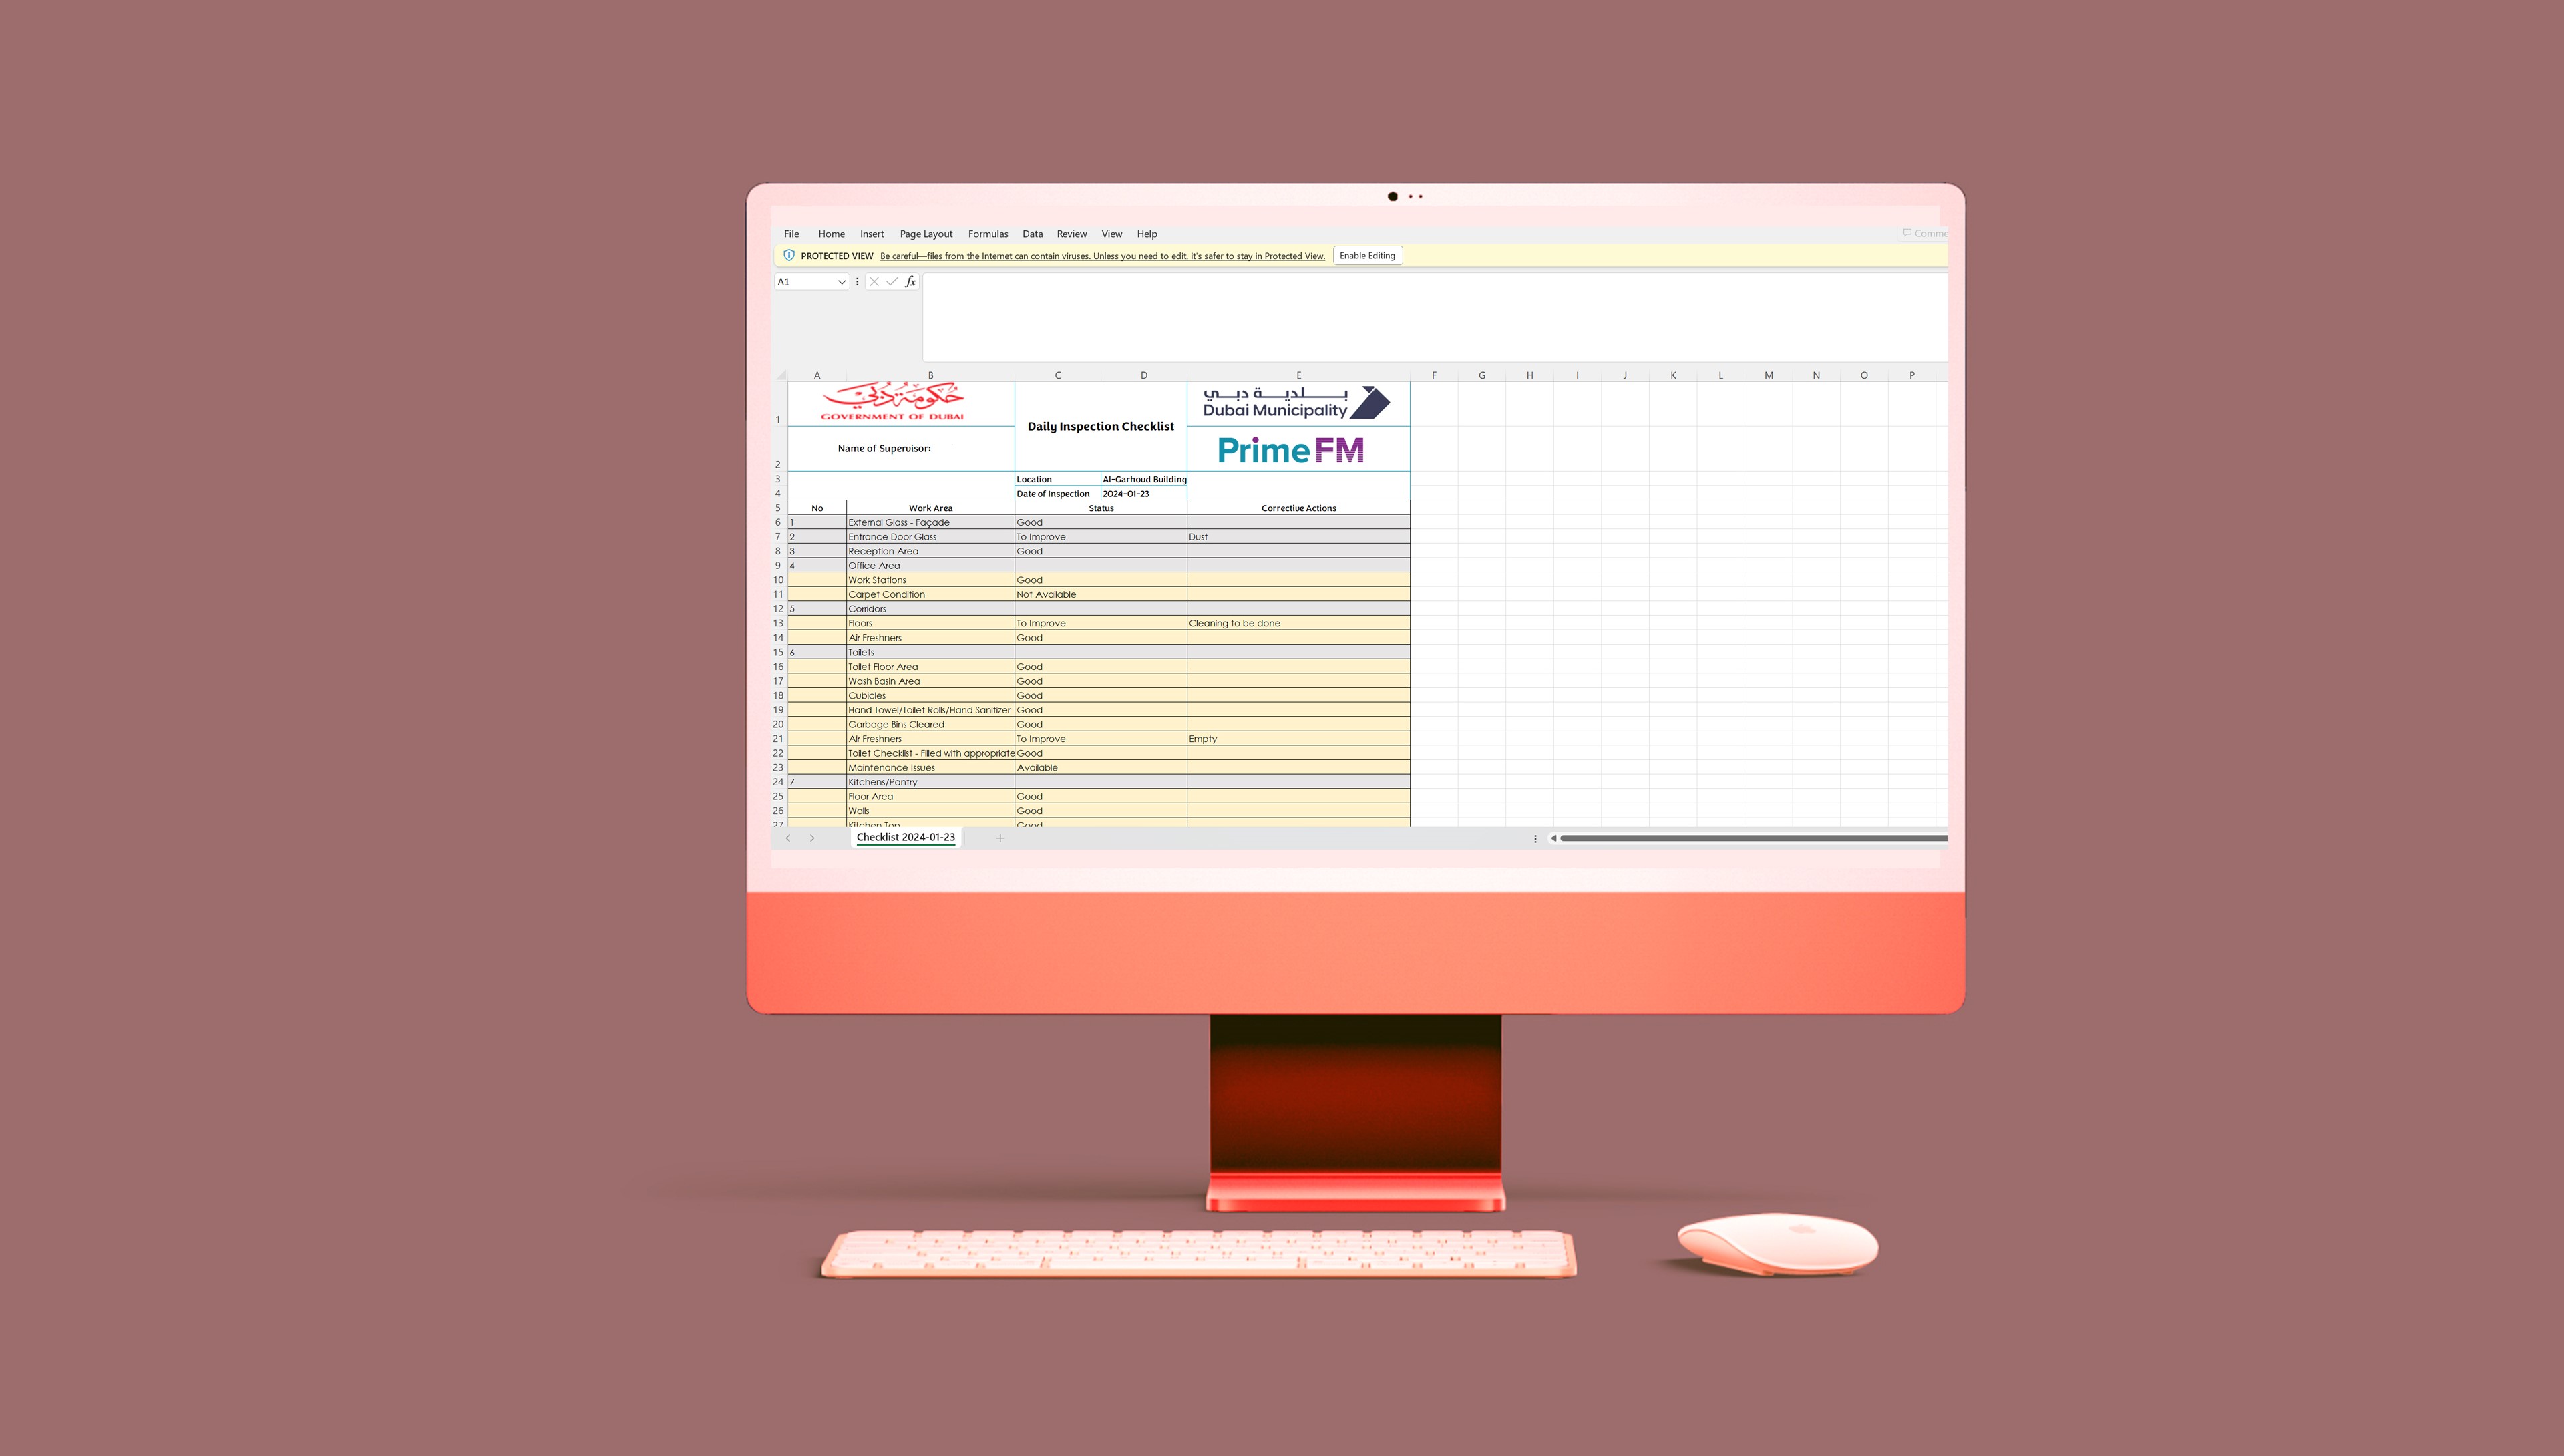 File Home Insert Page Layout Formulas Data Review View Help Comme
PROTECTED VIEW Be careful—files from the Internet can contain viruses. Unless you need to edit, it's safer to stay in Protected View. Enable Editing
A1 fx
A B C D E F G H I J K L M N O P
حكومة دبي
GOVERNMENT OF DUBAI
1
Daily Inspection Checklist
بلدية دبي
Dubai Municipality
Name of Supervisor:
2
Prime FM
3 Location Al-Garhoud Building
4 Date of Inspection 2024-01-23
5 No Work Area Status Corrective Actions
6 1 External Glass - Façade Good
7 2 Entrance Door Glass To Improve Dust
8 3 Reception Area Good
9 4 Office Area
10 Work Stations Good
11 Carpet Condition Not Available
12 5 Corridors
13 Floors To Improve Cleaning to be done
14 Air Freshners Good
15 6 Toilets
16 Toilet Floor Area Good
17 Wash Basin Area Good
18 Cubicles Good
19 Hand Towel/Toilet Rolls/Hand Sanitizer Good
20 Garbage Bins Cleared Good
21 Air Freshners To Improve Empty
22 Toilet Checklist - Filled with appropriate Good
23 Maintenance Issues Available
24 7 Kitchens/Pantry
25 Floor Area Good
26 Walls Good
27 Kitchen Top Good
Checklist 2024-01-23